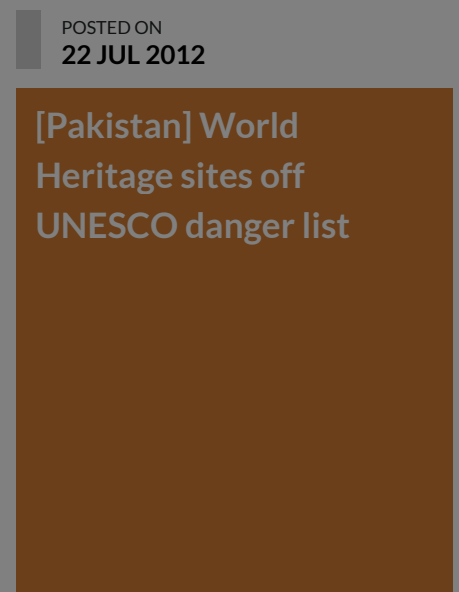 POSTED ON
22 JUL 2012
[Pakistan] World
Heritage sites off
UNESCO danger list